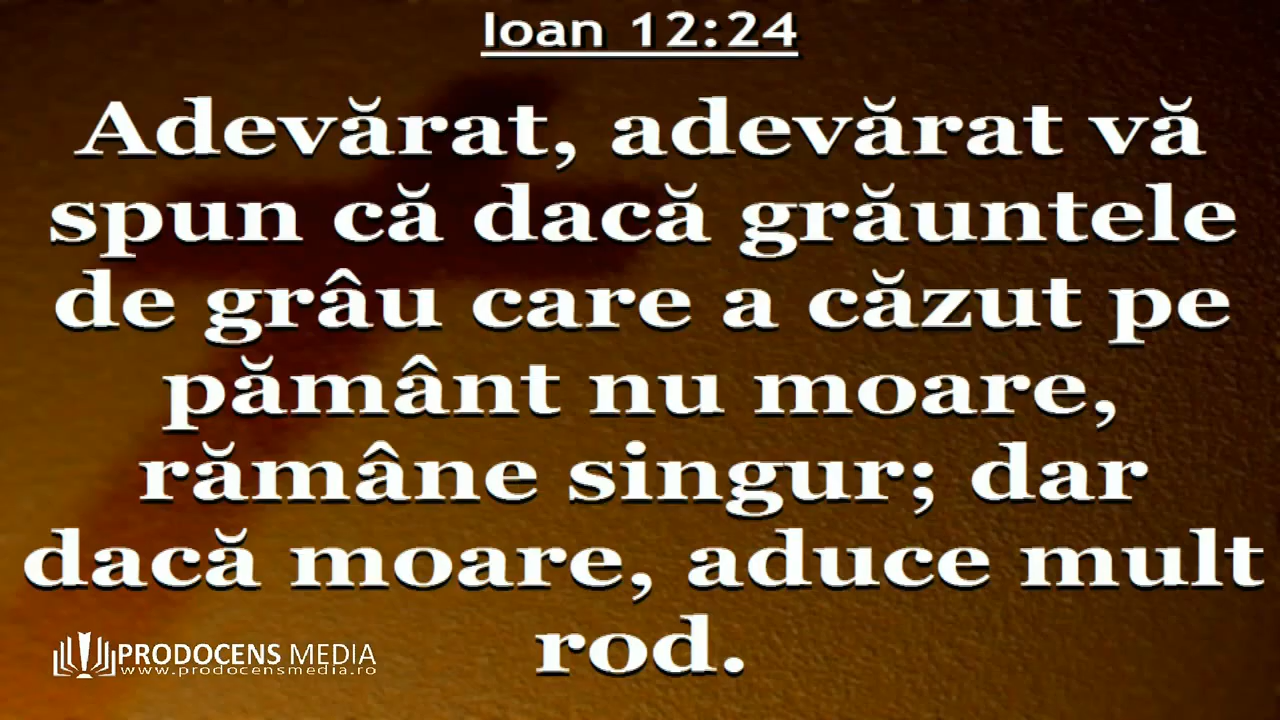 Ioan 12:24
Adevărat, adevărat vă
spun că dacă grăuntele
de grâu care a căzut pe
pământ nu moare,
rămâne singur; dar
dacă moare, aduce mult
rod.
PRODOCENS MEDIA
www.prodocensmedia.ro